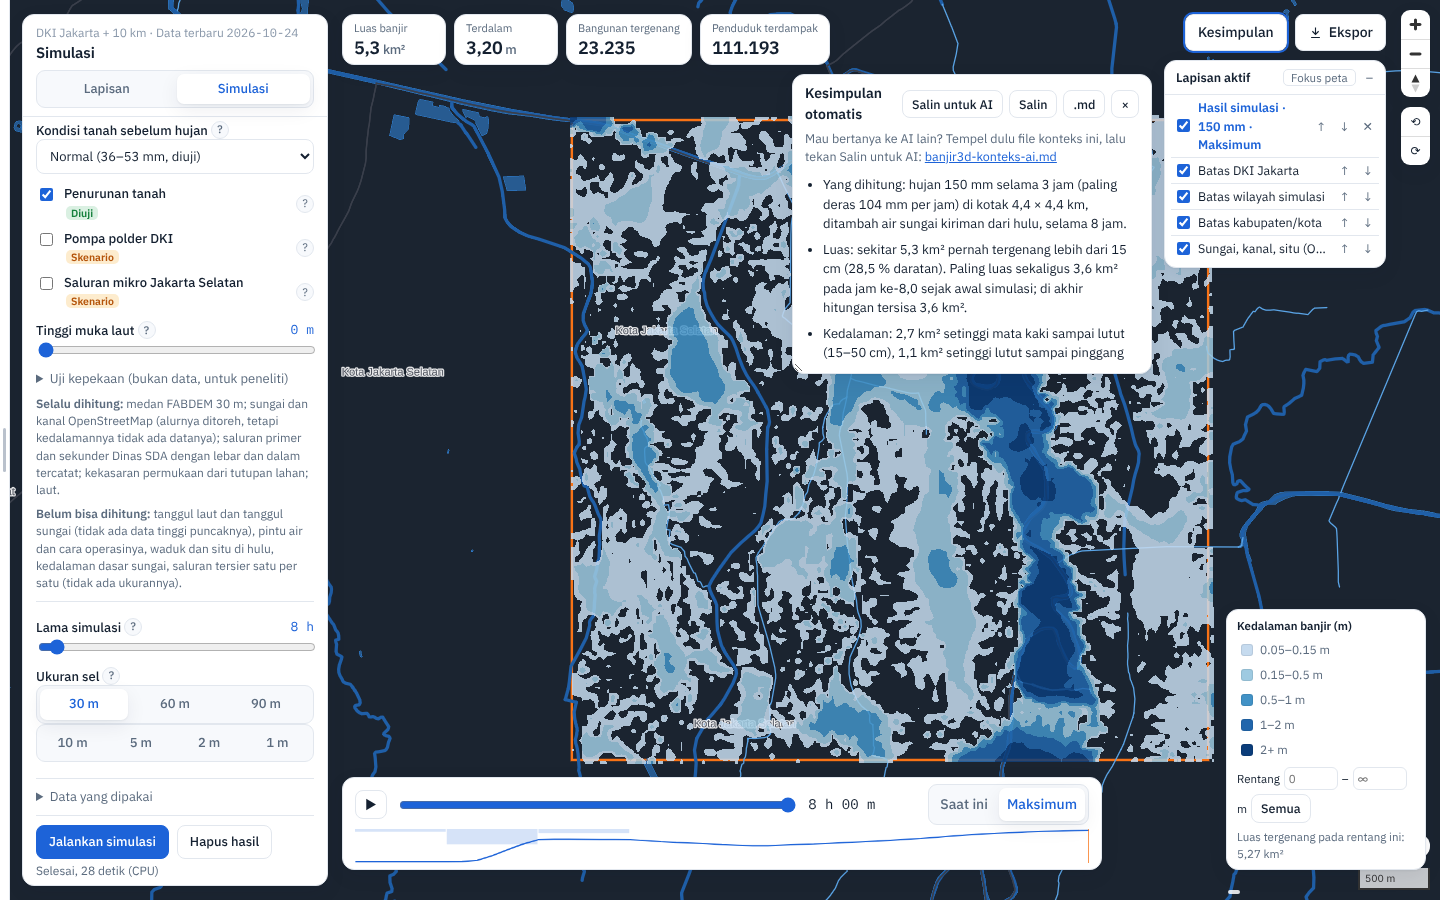 DKI Jakarta + 10 km · Data terbaru 2026-10-24
Simulasi
Lapisan
Simulasi
Kondisi tanah sebelum hujan ?
Normal (36–53 mm, diuji)
Penurunan tanah ?
Diuji
Pompa polder DKI ?
Skenario
Saluran mikro Jakarta Selatan ?
Skenario
Tinggi muka laut ? 0 m
▶ Uji kepekaan (bukan data, untuk peneliti)
Selalu dihitung: medan FABDEM 30 m; sungai dan
kanal OpenStreetMap (alurnya ditoreh, tetapi
kedalamannya tidak ada datanya); saluran primer
dan sekunder Dinas SDA dengan lebar dan dalam
tercatat; kekasaran permukaan dari tutupan lahan;
laut.
Belum bisa dihitung: tanggul laut dan tanggul
sungai (tidak ada data tinggi puncaknya), pintu air
dan cara operasinya, waduk dan situ di hulu,
kedalaman dasar sungai, saluran tersier satu per
satu (tidak ada ukurannya).
Lama simulasi ? 8 h
Ukuran sel ?
30 m 60 m 90 m
10 m 5 m 2 m 1 m
▶ Data yang dipakai
Jalankan simulasi Hapus hasil
Selesai, 28 detik (CPU)
Luas banjir
5,3 km²
Terdalam
3,20 m
Bangunan tergenang
23.235
Penduduk terdampak
111.193
Kesimpulan
Ekspor
Kesimpulan
otomatis
Salin untuk AI Salin .md ×
Mau bertanya ke AI lain? Tempel dulu file konteks ini, lalu
tekan Salin untuk AI: banjir3d-konteks-ai.md
• Yang dihitung: hujan 150 mm selama 3 jam (paling
deras 104 mm per jam) di kotak 4,4 × 4,4 km,
ditambah air sungai kiriman dari hulu, selama 8 jam.
• Luas: sekitar 5,3 km² pernah tergenang lebih dari 15
cm (28,5 % daratan). Paling luas sekaligus 3,6 km²
pada jam ke-8,0 sejak awal simulasi; di akhir
hitungan tersisa 3,6 km².
• Kedalaman: 2,7 km² setinggi mata kaki sampai lutut
(15–50 cm), 1,1 km² setinggi lutut sampai pinggang
Lapisan aktif Fokus peta −
Hasil simulasi ·
150 mm ·
Maksimum
↑ ↓ ✕
Batas DKI Jakarta ↑ ↓
Batas wilayah simulasi ↑ ↓
Batas kabupaten/kota ↑ ↓
Sungai, kanal, situ (O... ↑ ↓
Kota Jakarta Selatan
Kota Jakarta Selatan
Kota Jakarta Selatan
8 h 00 m
Saat ini Maksimum
Kedalaman banjir (m)
0.05–0.15 m
0.15–0.5 m
0.5–1 m
1–2 m
2+ m
Rentang 0 – ∞
m Semua
Luas tergenang pada rentang ini:
5,27 km²
500 m